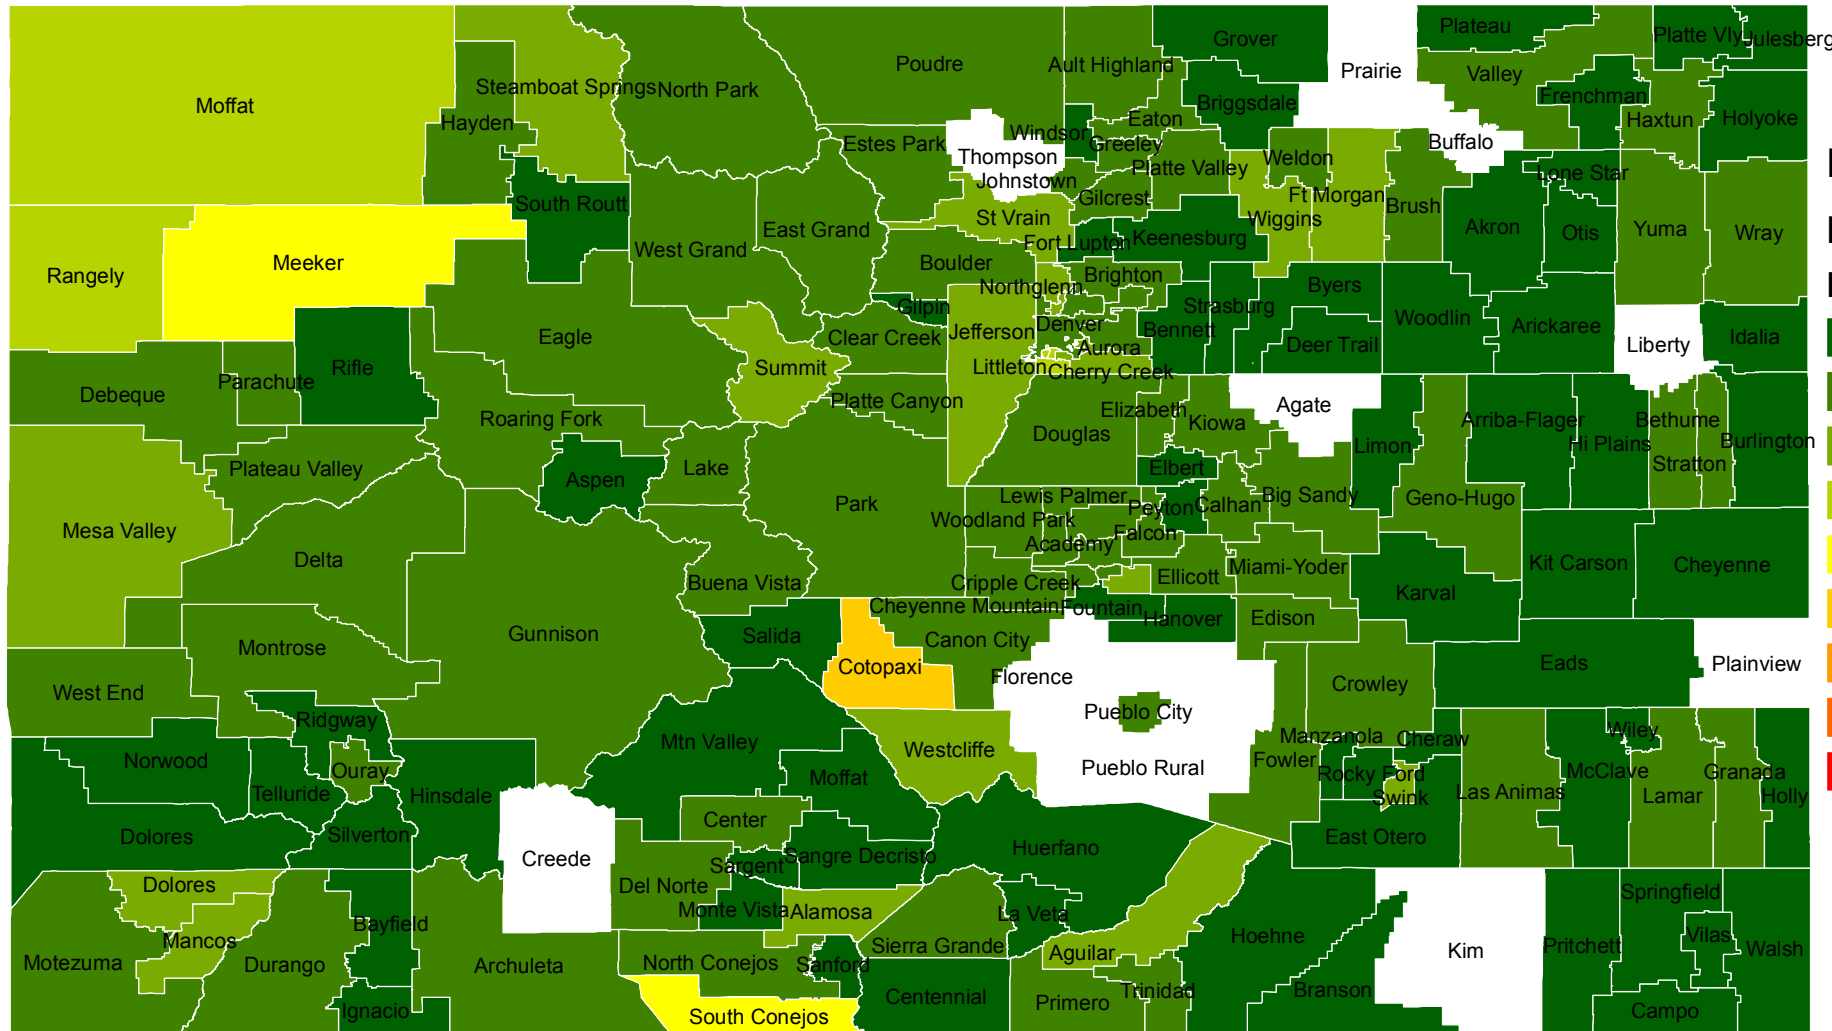 Grover
Plateau
Platte Vly
Julesberg
Poudre
Ault Highland
Prairie
Valley
Moffat
Steamboat Springs
North Park
Briggsdale
Frenchman
Hayden
Eaton
Haxtun
Holyoke
Windsor
Estes Park
Greeley
Buffalo
Thompson
Weldon
Platte Valley
Johnstown
Lone Star
Gilcrest
Ft Morgan
South Routt
Brush
St Vrain
Wiggins
East Grand
Akron
Otis
Yuma
Wray
Fort Lupton
Keenesburg
West Grand
Meeker
Boulder
Rangely
Brighton
Northglenn
Byers
Gilpin
Strasburg
Woodlin
Denver
Jefferson
Bennett
Arickaree
Eagle
Clear Creek
Idalia
Aurora
Deer Trail
Liberty
Rifle
Summit
Littleton
Cherry Creek
Parachute
Debeque
Platte Canyon
Agate
Elizabeth
Roaring Fork
Kiowa
Arriba-Flager
Bethume
Douglas
Limon
Hi Plains
Burlington
Plateau Valley
Lake
Elbert
Stratton
Aspen
Lewis Palmer
Big Sandy
Geno-Hugo
Park
Peyton
Calhan
Woodland Park
Mesa Valley
Falcon
Academy
Delta
Kit Carson
Cheyenne
Miami-Yoder
Ellicott
Buena Vista
Cripple Creek
Karval
Cheyenne Mountain
Fountain
Hanover
Edison
Gunnison
Salida
Canon City
Montrose
Cotopaxi
Eads
Plainview
Florence
Crowley
West End
Pueblo City
Ridgway
Wiley
Manzanola
Cheraw
Mtn Valley
Westcliffe
Norwood
Fowler
Pueblo Rural
Ouray
Rocky Ford
McClave
Granada
Moffat
Telluride
Hinsdale
Las Animas
Swink
Lamar
Holly
Center
Silverton
Dolores
East Otero
Huerfano
Sangre Decristo
Creede
Sargent
Del Norte
Dolores
Springfield
Monte Vista
Alamosa
La Veta
Bayfield
Vilas
Hoehne
Mancos
Sierra Grande
Pritchett
Walsh
Kim
Aguilar
Motezuma
Durango
Archuleta
North Conejos
Sanford
Branson
Trinidad
Centennial
Primero
Ignacio
Campo
South Conejos